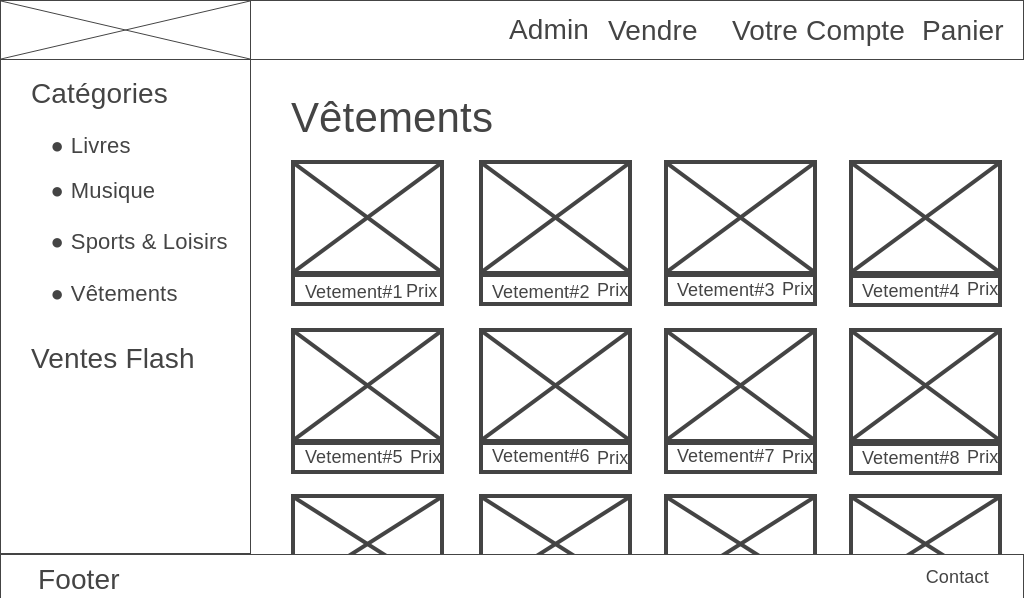 Admin Vendre Votre Compte Panier
Catégories
● Livres
● Musique
● Sports & Loisirs
● Vêtements
Ventes Flash
Vêtements
Vetement#1 Prix Vetement#2 Prix Vetement#3 Prix Vetement#4 Prix
Vetement#5 Prix Vetement#6 Prix Vetement#7 Prix Vetement#8 Prix
Footer Contact